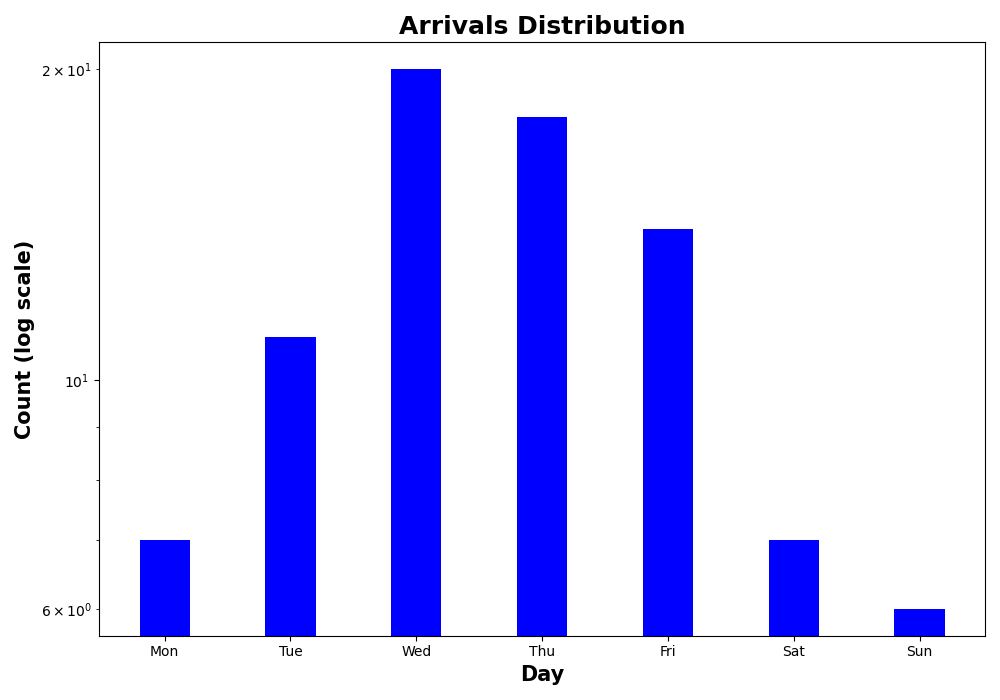 Arrivals Distribution
Count (log scale)
2 × 10¹
10¹
6 × 10⁰
Mon Tue Wed Thu Fri Sat Sun
Day